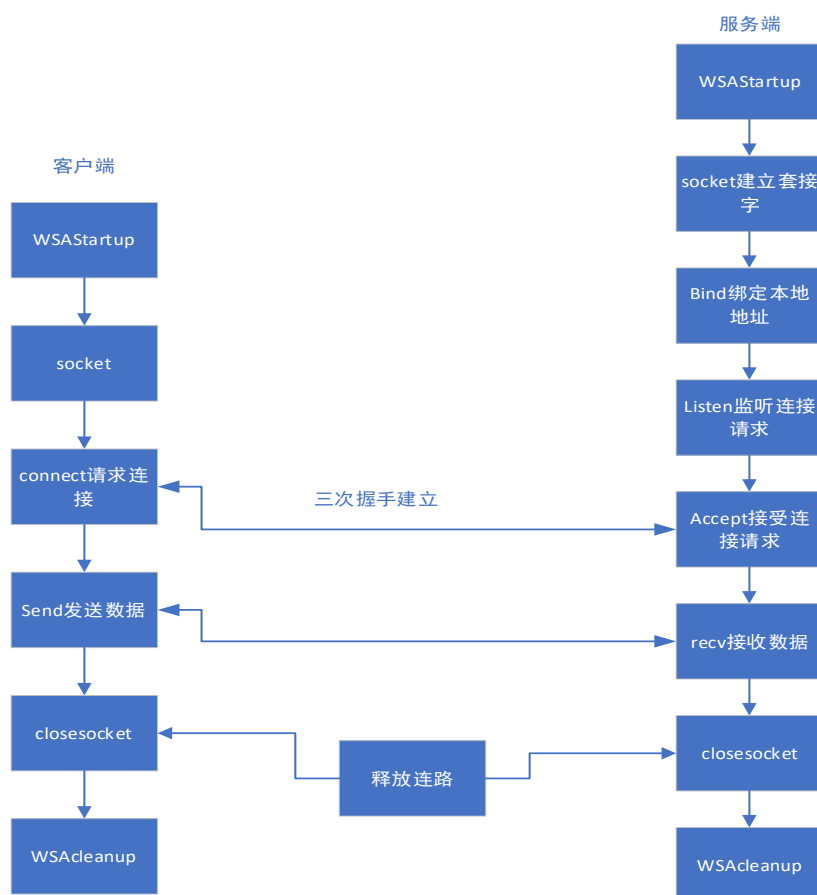 服务端
WSAStartup
socket建立套接
字
Bind绑定本地
地址
Listen监听连接
请求
Accept接受连
接请求
recv接收数据
closesocket
WSAcleanup
客户端
WSAStartup
socket
connect请求连
接
Send发送数据
closesocket
WSAcleanup
三次握手建立
释放连路